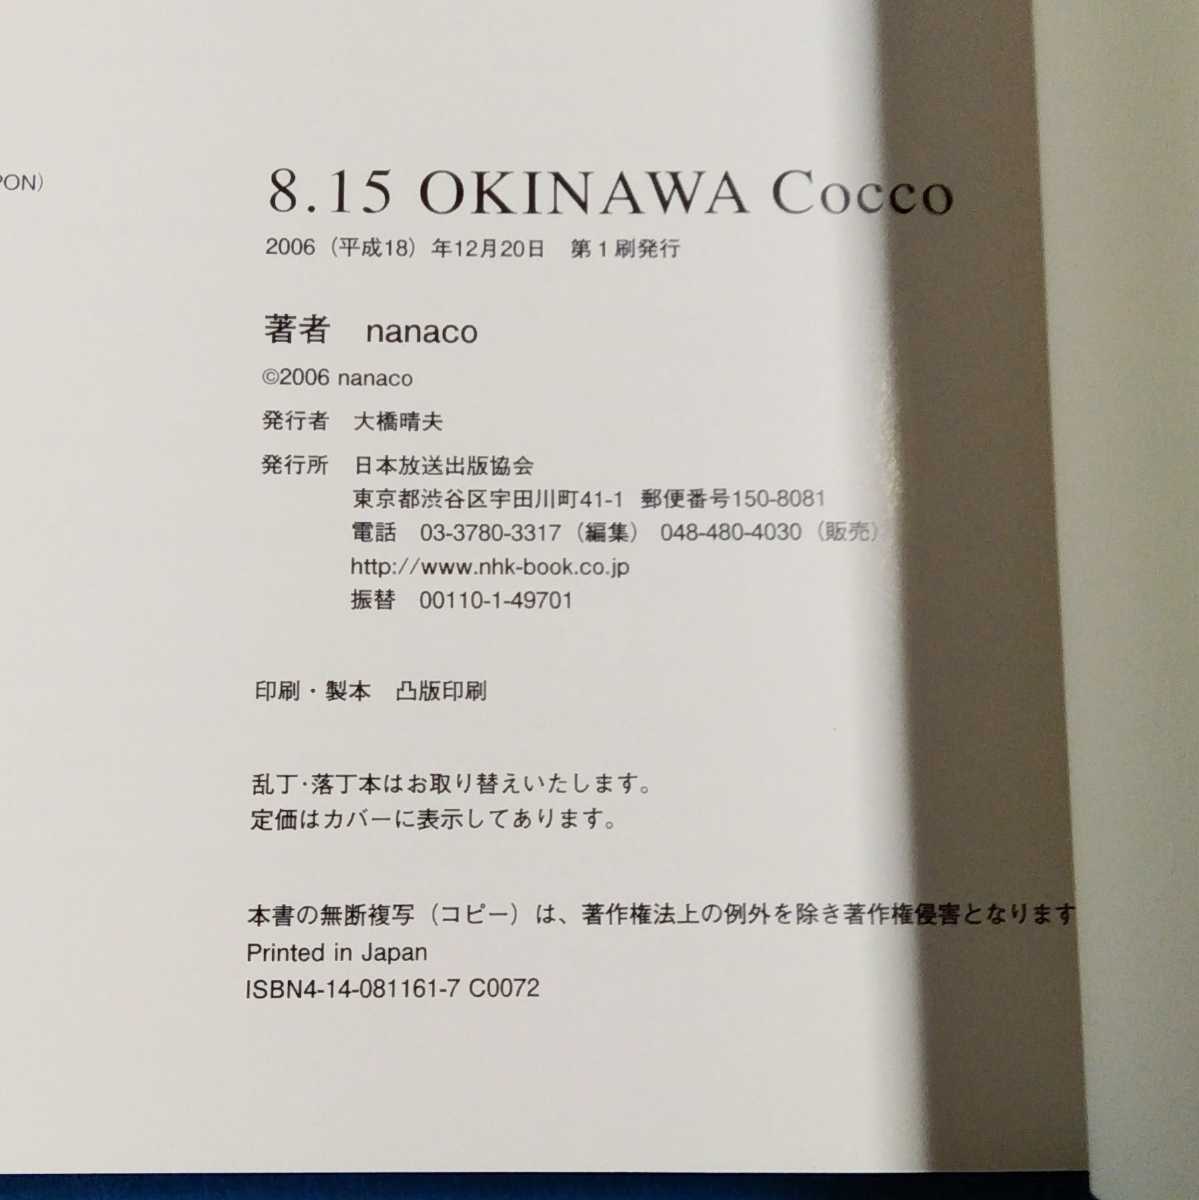 PON)
8.15 OKINAWA Cocco
2006（平成18）年12月20日　第1刷発行
著者　nanaco
©2006 nanaco
発行者　大橋晴夫
発行所　日本放送出版協会
東京都渋谷区宇田川町41-1　郵便番号150-8081
電話　03-3780-3317（編集）　048-480-4030（販売）
http://www.nhk-book.co.jp
振替　00110-1-49701
印刷・製本　凸版印刷
乱丁・落丁本はお取り替えいたします。
定価はカバーに表示してあります。
本書の無断複写（コピー）は、著作権法上の例外を除き著作権侵害となります
Printed in Japan
ISBN4-14-081161-7 C0072